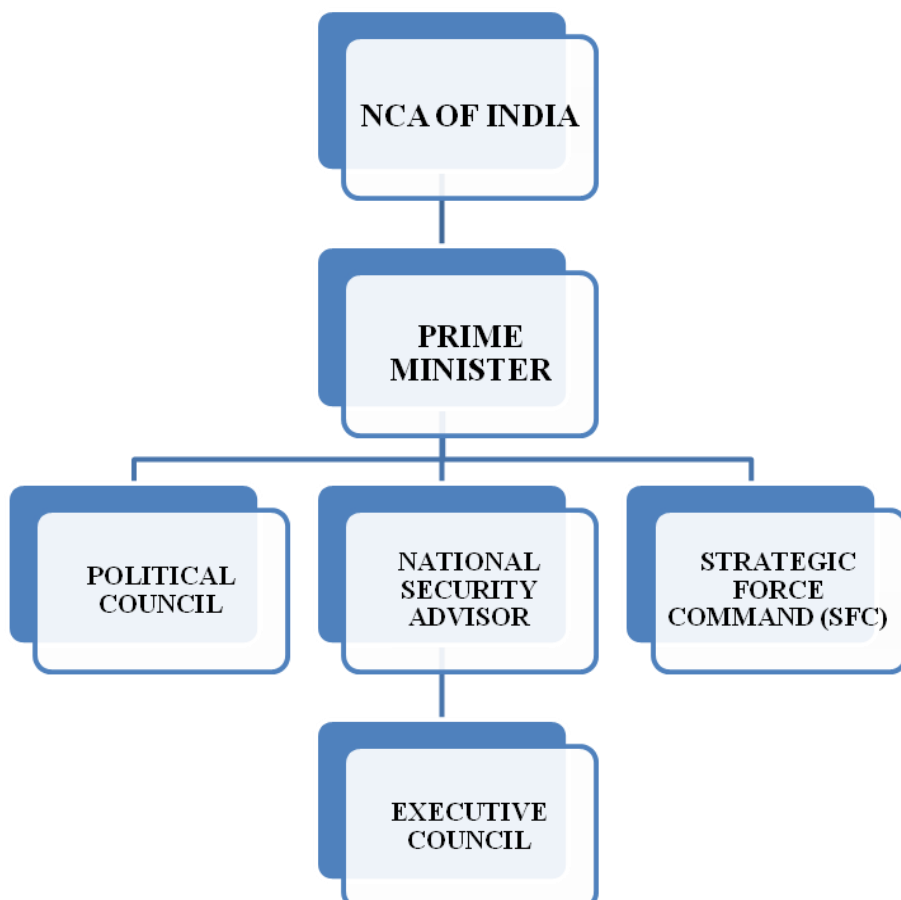 NCA OF INDIA
PRIME
MINISTER
POLITICAL
COUNCIL
NATIONAL
SECURITY
ADVISOR
STRATEGIC
FORCE
COMMAND (SFC)
EXECUTIVE
COUNCIL